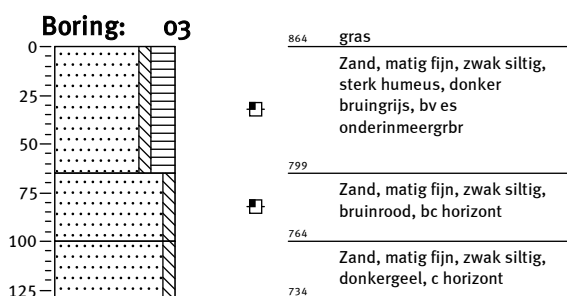 Boring: 03
864 gras
0
Zand, matig fijn, zwak siltig,
sterk humeus, donker
25
bruingrijs, bv es
onderinmeergrbr
50
799
75
Zand, matig fijn, zwak siltig,
bruinrood, bc horizont
100
764
Zand, matig fijn, zwak siltig,
donkergeel, c horizont
125
734